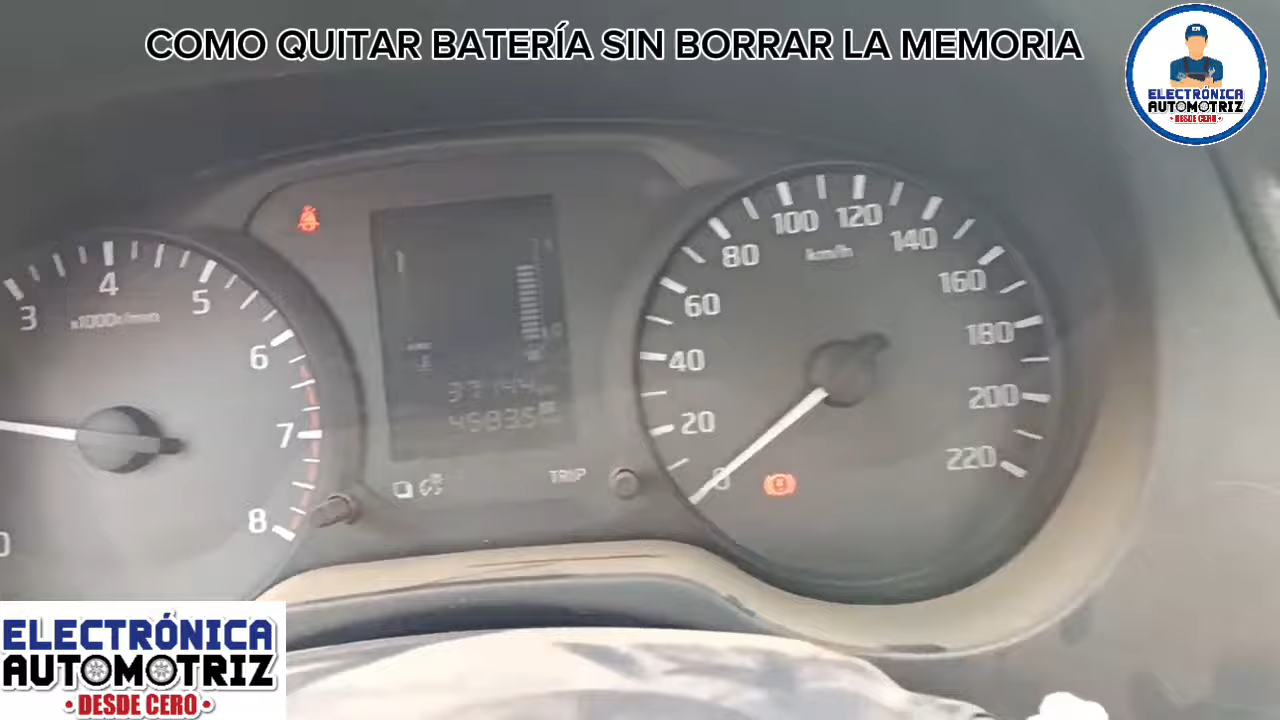 COMO QUITAR BATERÍA SIN BORRAR LA MEMORIA
ELECTRÓNICA
AUTOMOTRIZ
• DESDE CERO •
3
4
5
6
7
8
x1000r/min
0
20
40
60
80
100
120
140
160
180
200
220
km/h
TRIP
ELECTRÓNICA
AUTOMOTRIZ
• DESDE CERO •